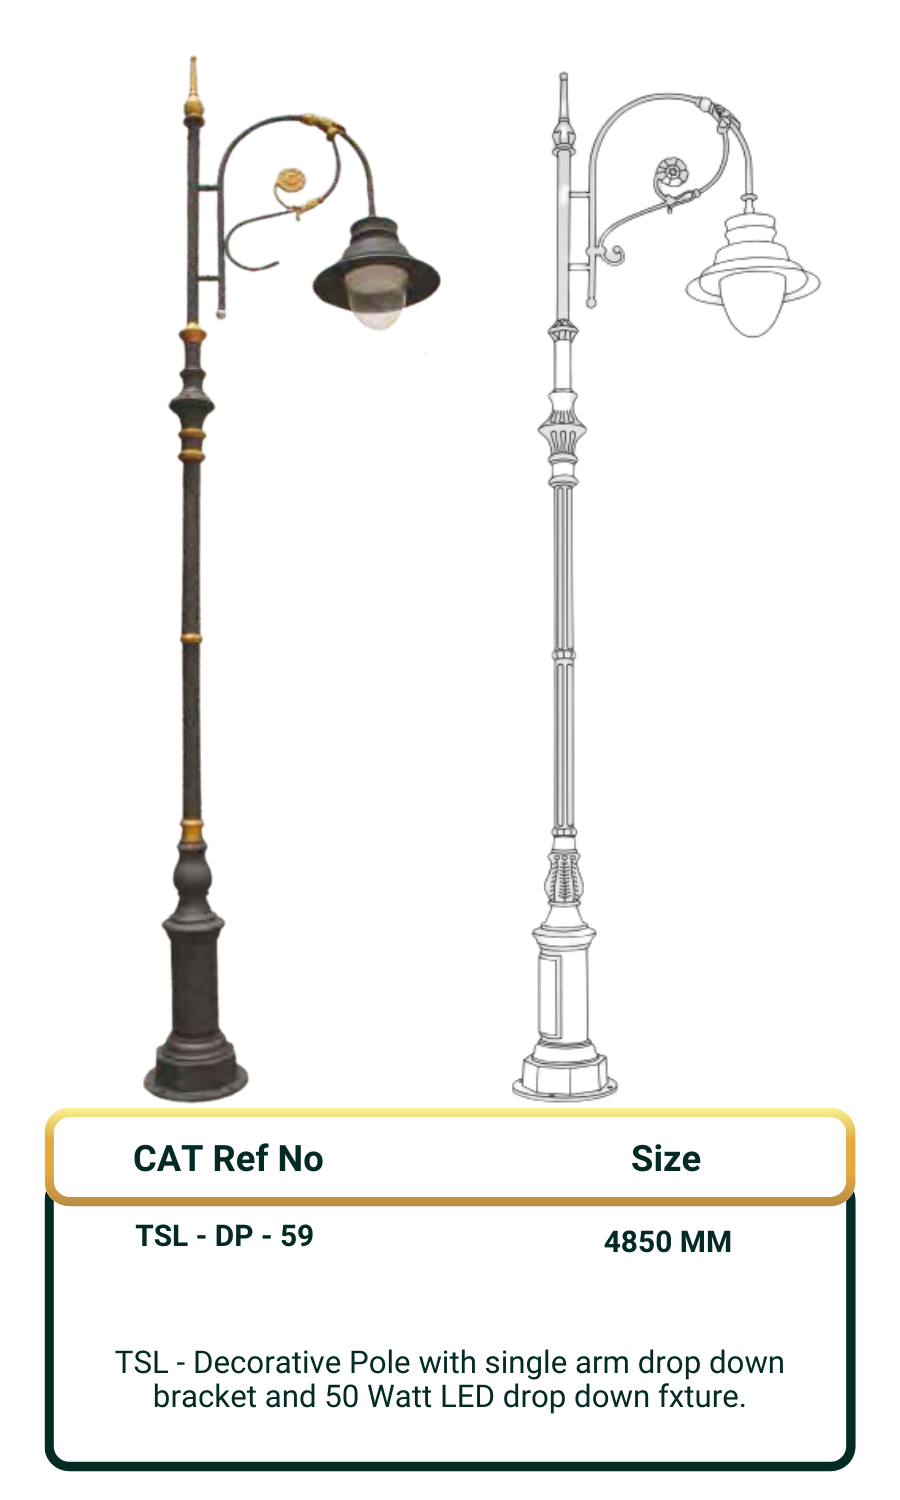 CAT Ref No Size
TSL - DP - 59 4850 MM
TSL - Decorative Pole with single arm drop down
bracket and 50 Watt LED drop down fxture.